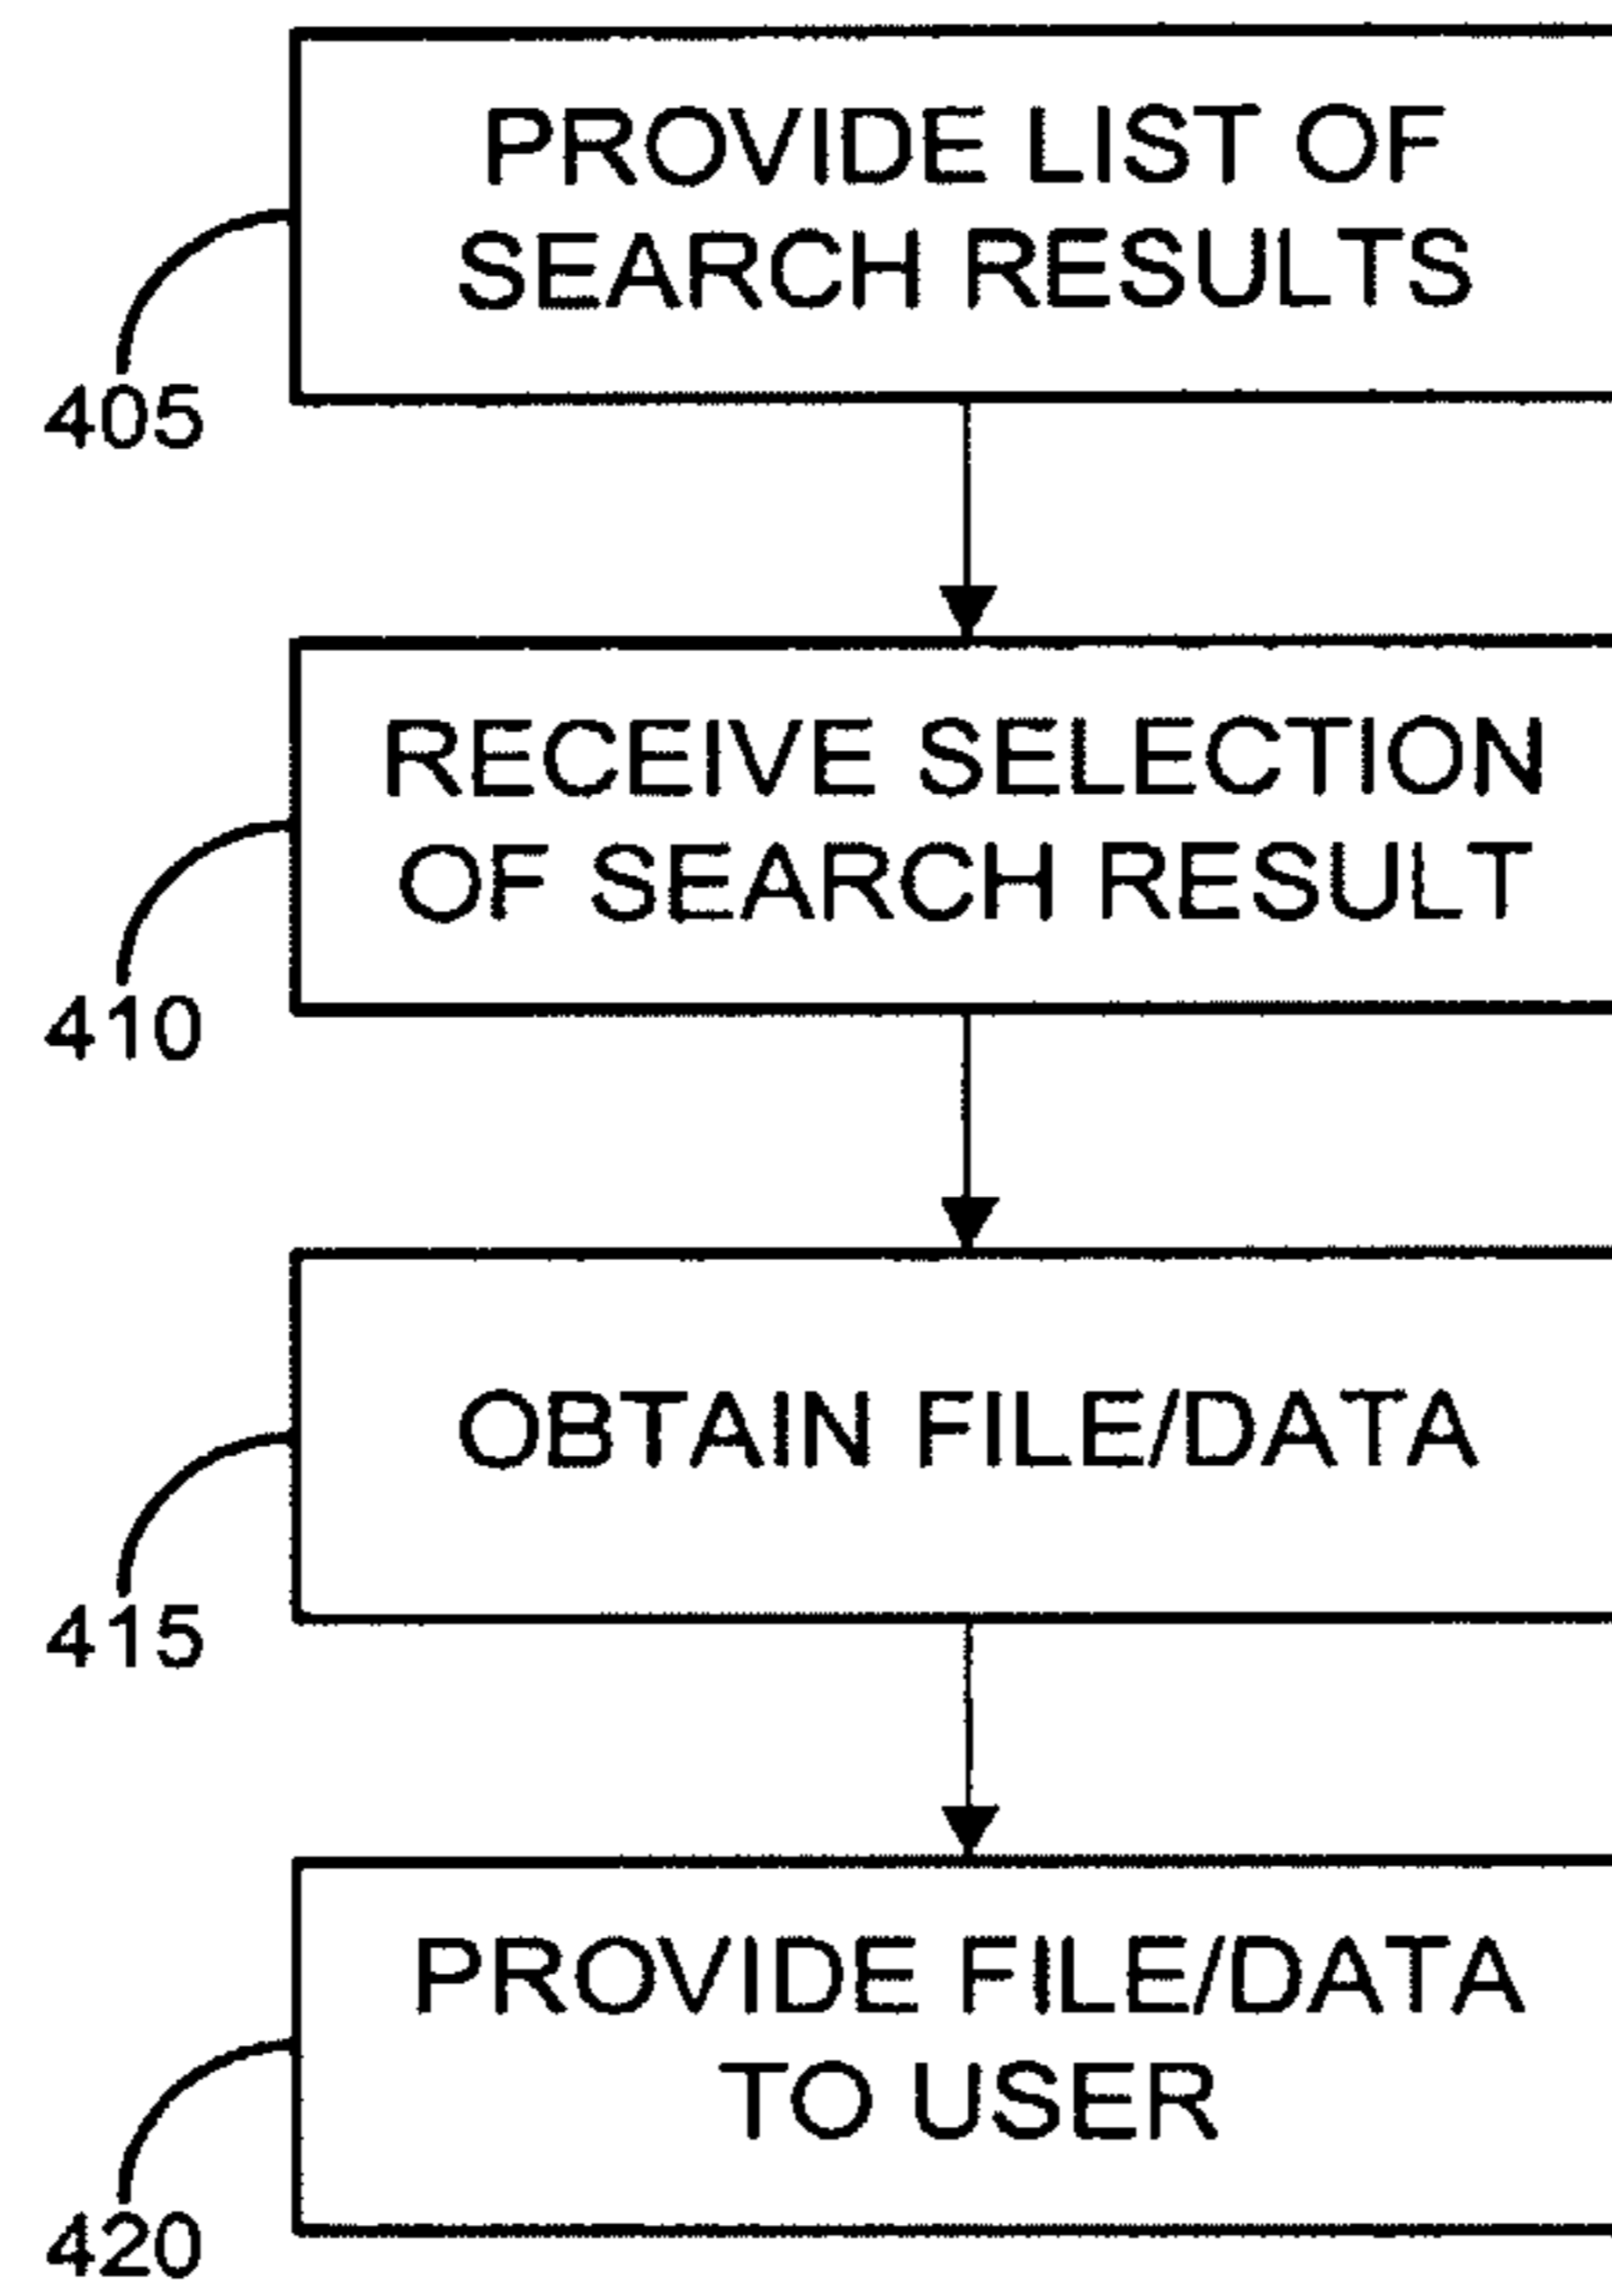 PROVIDE LIST OF
SEARCH RESULTS
405
RECEIVE SELECTION
OF SEARCH RESULT
410
OBTAIN FILE/DATA
415
PROVIDE FILE/DATA
TO USER
420